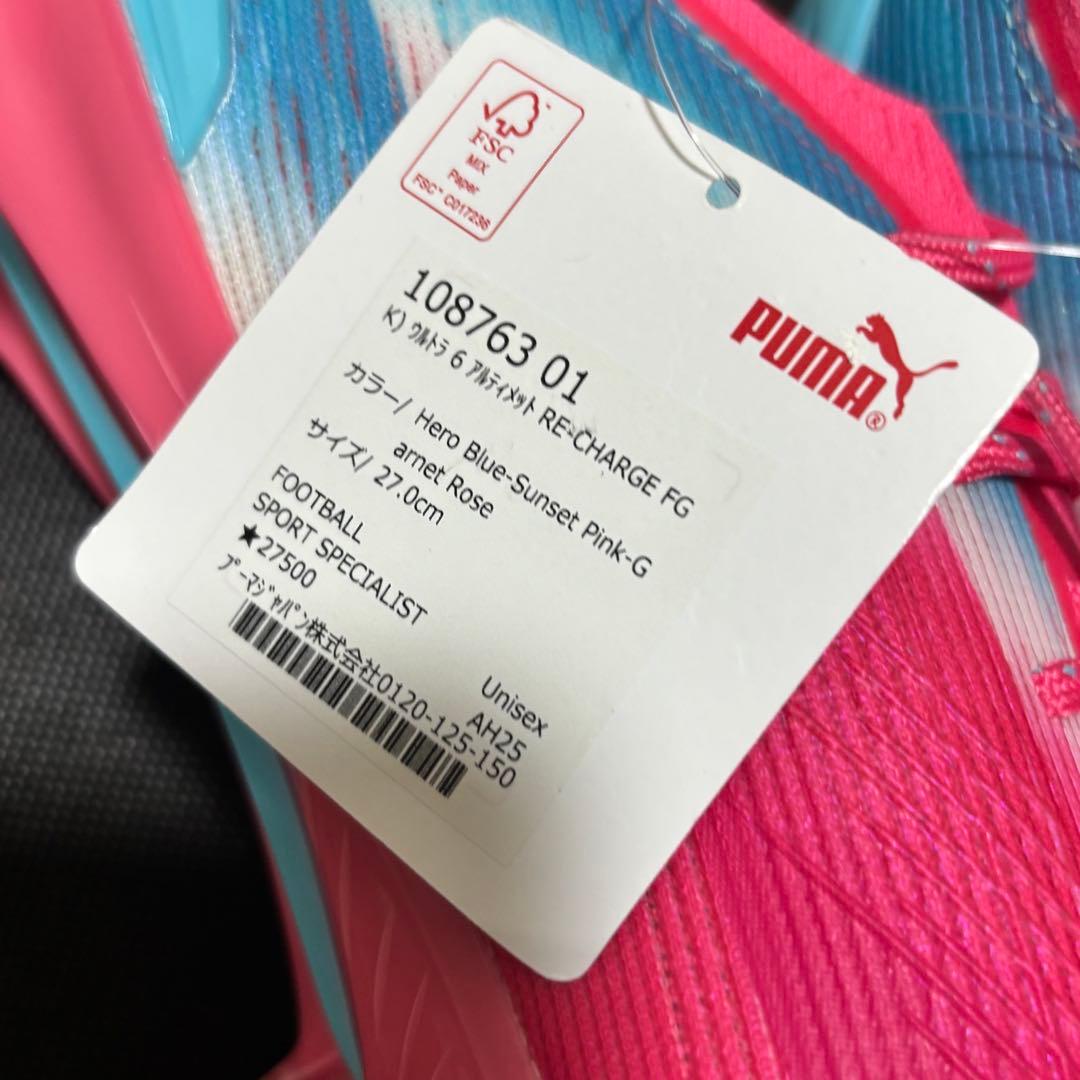 FSC
MIX
Paper
FSC™ C017236
PUMA®
108763 01
K) ウルトラ 6 アルティメット RE-CHARGE FG
カラー/ Hero Blue-Sunset Pink-G
arnet Rose
サイズ/ 27.0cm
FOOTBALL
SPORT SPECIALIST
★27500
プーマジャパン株式会社0120-125-150
Unisex
AH25